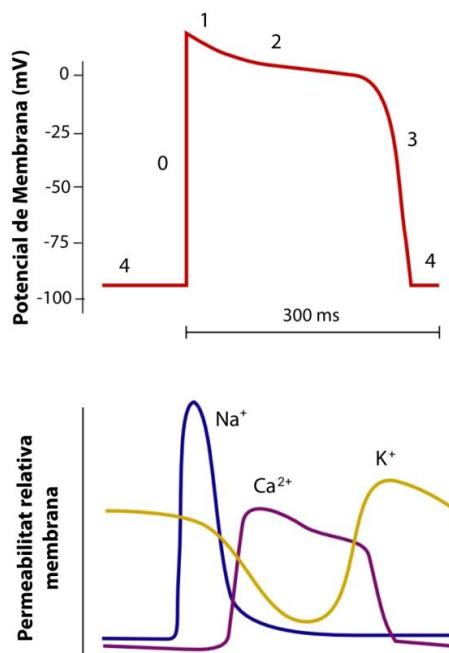 Potencial de Membrana (mV)
0
-25
-50
-75
-100
4
0
1
2
3
4
300 ms
Permeabilitat relativa
membrana
Na⁺
Ca²⁺
K⁺